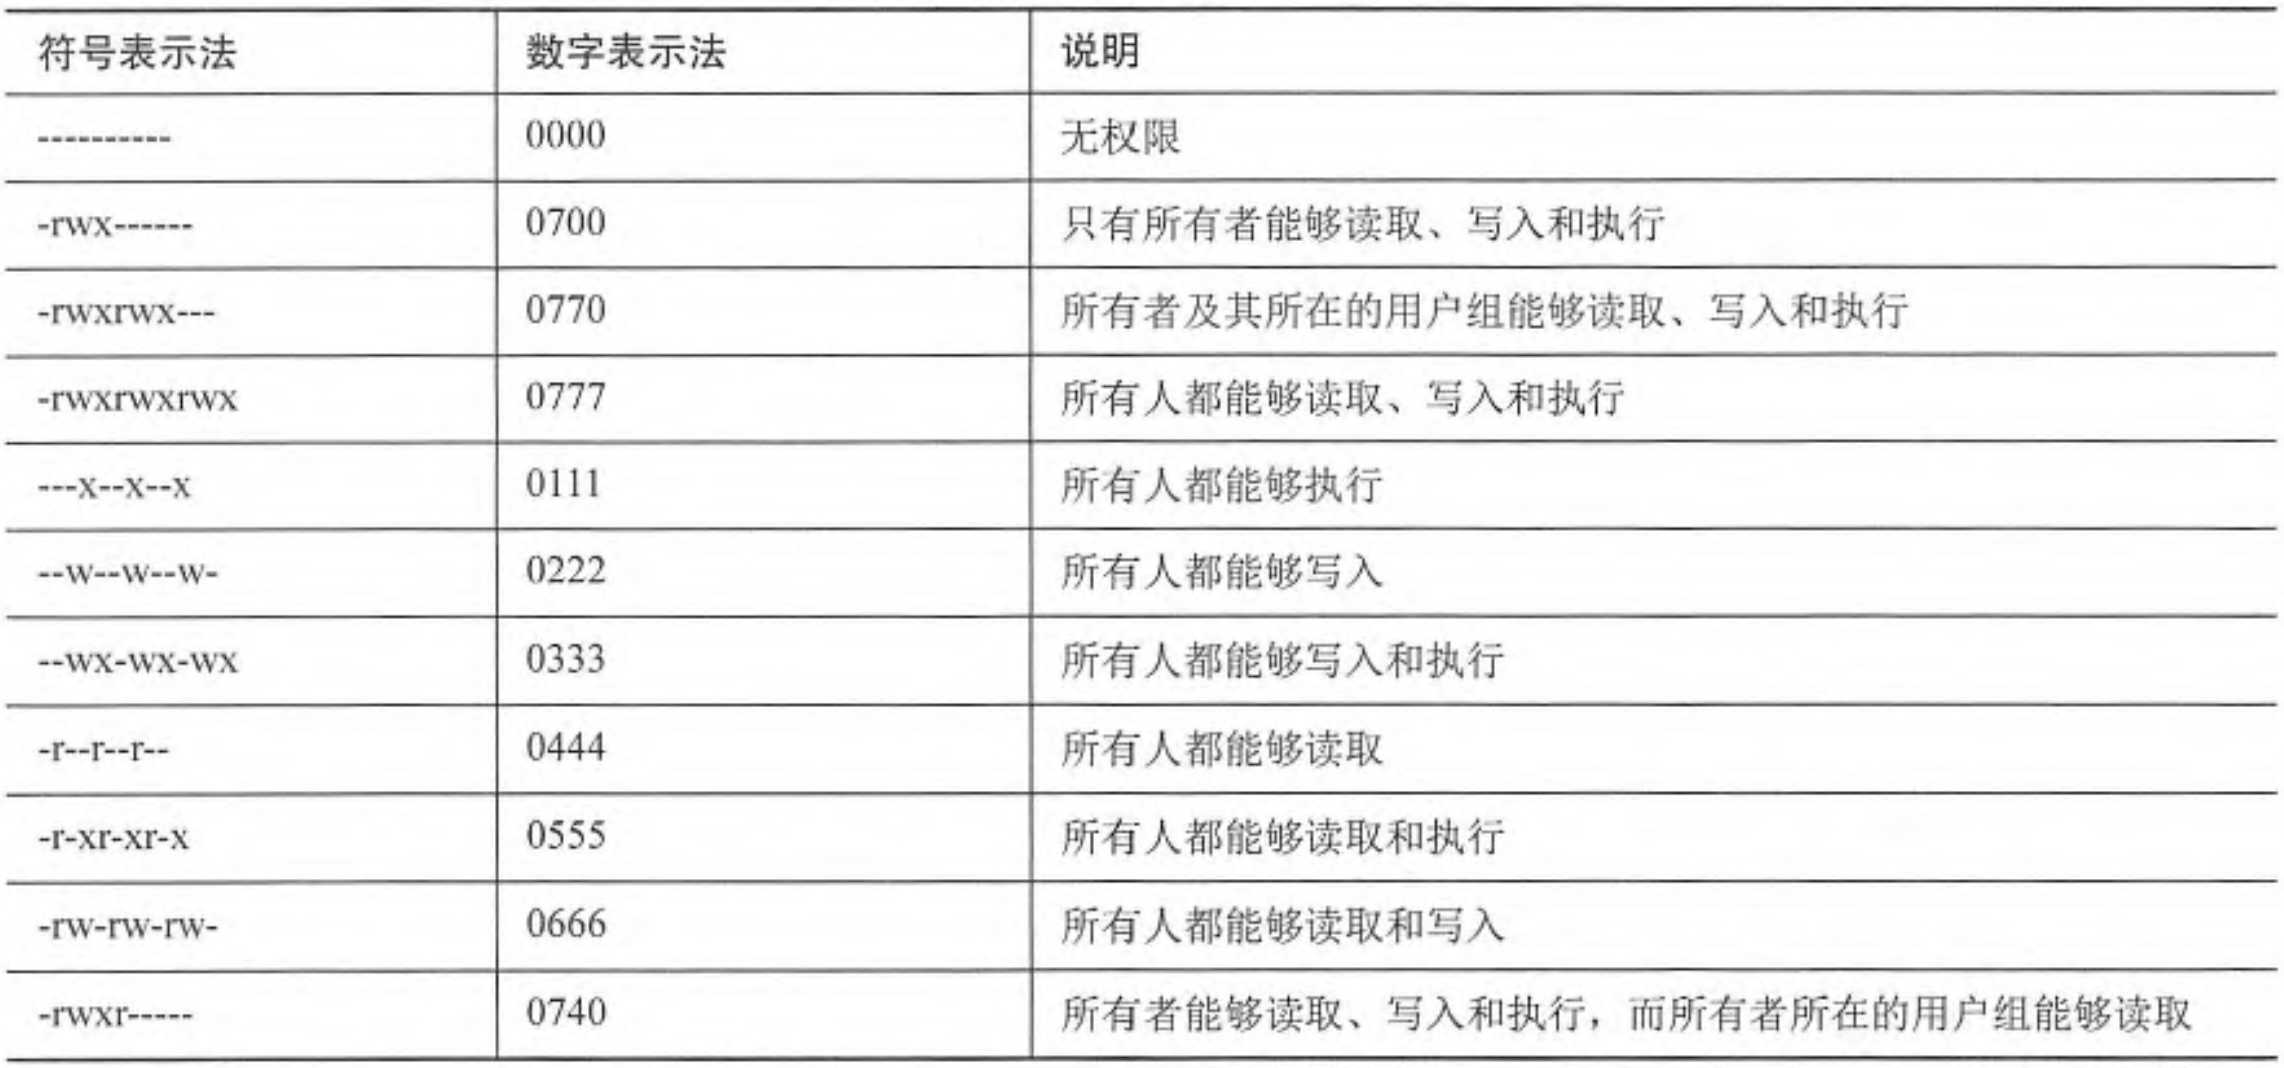 符号表示法 数字表示法 说明
---------- 0000 无权限
-rwx------ 0700 只有所有者能够读取、写入和执行
-rwxrwx--- 0770 所有者及其所在的用户组能够读取、写入和执行
-rwxrwxrwx 0777 所有人都能够读取、写入和执行
---x--x--x 0111 所有人都能够执行
--w--w--w- 0222 所有人都能够写入
--wx-wx-wx 0333 所有人都能够写入和执行
-r--r--r-- 0444 所有人都能够读取
-r-xr-xr-x 0555 所有人都能够读取和执行
-rw-rw-rw- 0666 所有人都能够读取和写入
-rwxr----- 0740 所有者能够读取、写入和执行，而所有者所在的用户组能够读取